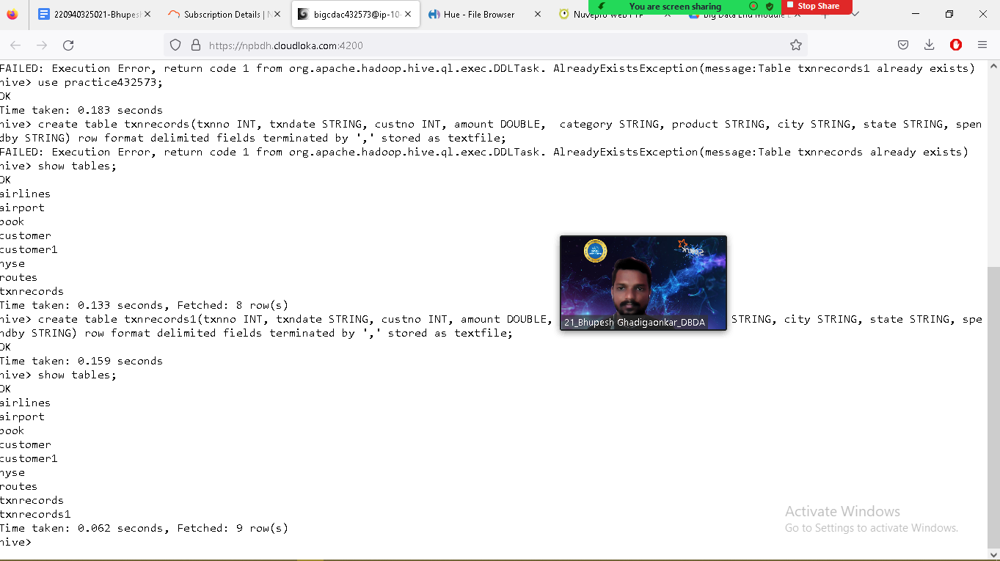 220940325021-Bhupesh
Subscription Details | N
bigcdac432573@ip-10-
Hue - File Browser
Nuvepro Web FTP
Big Data End Module E
You are screen sharing
Stop Share
https://npbdh.cloudloka.com:4200
FAILED: Execution Error, return code 1 from org.apache.hadoop.hive.ql.exec.DDLTask. AlreadyExistsException(message:Table txnrecords1 already exists)
hive> use practice432573;
OK
Time taken: 0.183 seconds
hive> create table txnrecords(txnno INT, txndate STRING, custno INT, amount DOUBLE,  category STRING, product STRING, city STRING, state STRING, spen
dby STRING) row format delimited fields terminated by ',' stored as textfile;
FAILED: Execution Error, return code 1 from org.apache.hadoop.hive.ql.exec.DDLTask. AlreadyExistsException(message:Table txnrecords already exists)
hive> show tables;
OK
airlines
airport
book
customer
customer1
nyse
routes
txnrecords
Time taken: 0.133 seconds, Fetched: 8 row(s)
hive> create table txnrecords1(txnno INT, txndate STRING, custno INT, amount DOUBLE, STRING, city STRING, state STRING, spe
ndby STRING) row format delimited fields terminated by ',' stored as textfile;
OK
Time taken: 0.159 seconds
hive> show tables;
OK
airlines
airport
book
customer
customer1
nyse
routes
txnrecords
txnrecords1
Time taken: 0.062 seconds, Fetched: 9 row(s)
hive>
21_Bhupesh Ghadigaonkar_DBDA
Activate Windows
Go to Settings to activate Windows.